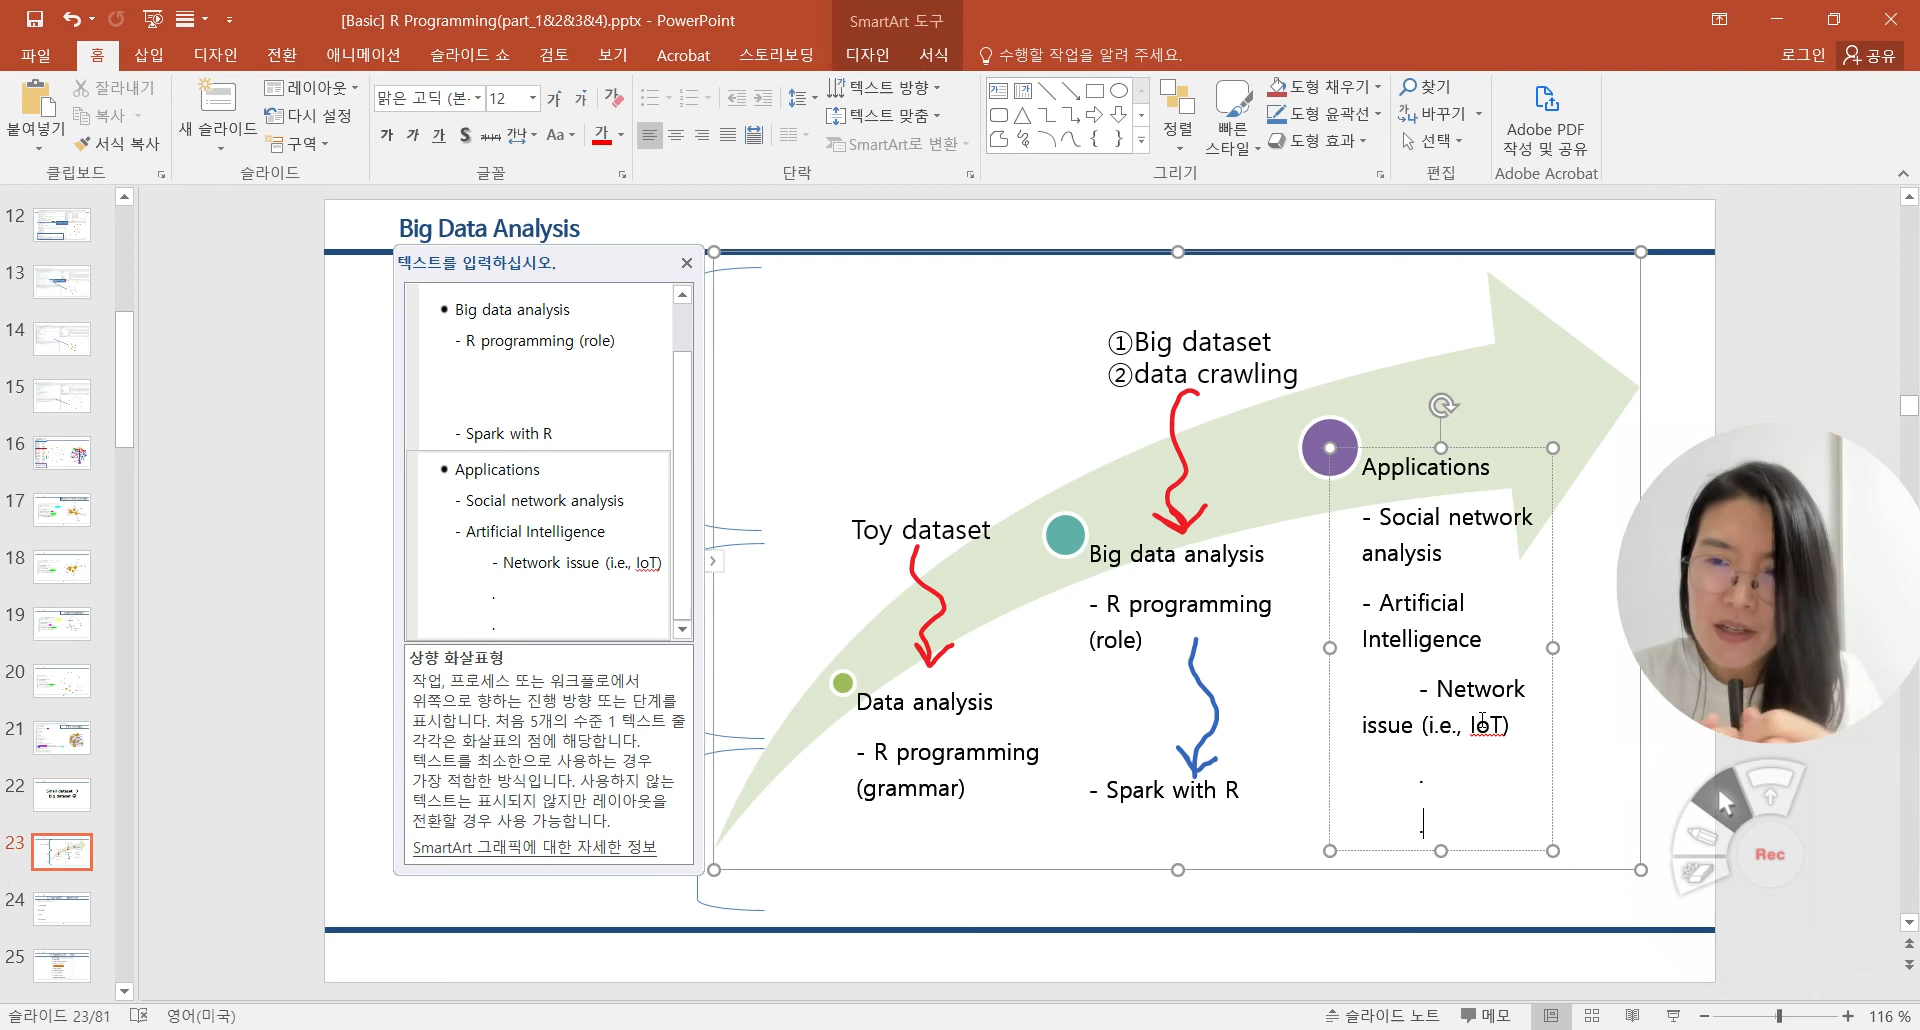 [Basic] R Programming(part_1&2&3&4).pptx - PowerPoint
SmartArt 도구
파일 홈 삽입 디자인 전환 애니메이션 슬라이드 쇼 검토 보기 Acrobat 스토리보딩 디자인 서식 수행할 작업을 알려 주세요.
로그인 공유
붙여넣기
잘라내기
복사
서식 복사
클립보드
새 슬라이드
레이아웃
다시 설정
구역
슬라이드
맑은 고딕 (본- 12
가 가 가 S 간냐 Aa 가
글꼴
텍스트 방향
텍스트 맞춤
SmartArt로 변환
단락
정렬
빠른
스타일
도형 채우기
도형 윤곽선
도형 효과
그리기
찾기
바꾸기
선택
편집
Adobe PDF
작성 및 공유
Adobe Acrobat
12
13
14
15
16
17
18
19
20
21
22
23
24
25
Big Data Analysis
텍스트를 입력하십시오.
● Big data analysis
- R programming (role)
- Spark with R
● Applications
- Social network analysis
- Artificial Intelligence
- Network issue (i.e., IoT)
.
.
상향 화살표형
작업, 프로세스 또는 워크플로에서
위쪽으로 향하는 진행 방향 또는 단계를
표시합니다. 처음 5개의 수준 1 텍스트 줄
각각은 화살표의 점에 해당합니다.
텍스트를 최소한으로 사용하는 경우
가장 적합한 방식입니다. 사용하지 않는
텍스트는 표시되지 않지만 레이아웃을
전환할 경우 사용 가능합니다.
SmartArt 그래픽에 대한 자세한 정보
Toy dataset
Data analysis
- R programming
(grammar)
①Big dataset
②data crawling
Big data analysis
- R programming
(role)
- Spark with R
Applications
- Social network
analysis
- Artificial
Intelligence
- Network
issue (i.e., IoT)
.
.
Rec
슬라이드 23/81 영어(미국)
슬라이드 노트 메모 116 %